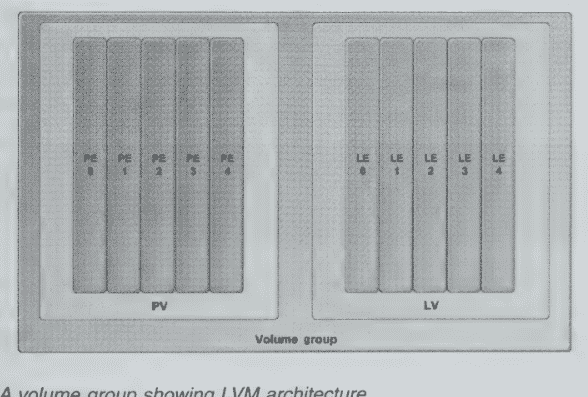 PE PE PE PE PE
0 1 2 3 4
LE LE LE LE LE
0 1 2 3 4
PV
LV
Volume group
A volume group showing LVM architecture